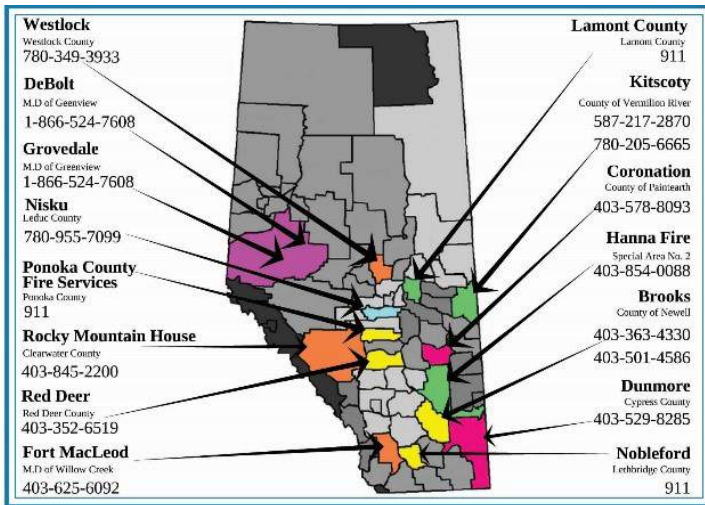 Westlock
Westlock County
780-349-3933
DeBolt
M.D of Geenview
1-866-524-7608
Grovedale
M.D of Greenview
1-866-524-7608
Nisku
Leduc County
780-955-7099
Ponoka County
Fire Services
Ponoka County
911
Rocky Mountain House
Clearwater County
403-845-2200
Red Deer
Red Deer County
403-352-6519
Fort MacLeod
M.D of Willow Creek
403-625-6092
Lamont County
Lamont County
911
Kitscoty
County of Vermilion River
587-217-2870
780-205-6665
Coronation
County of Paintearth
403-578-8093
Hanna Fire
Special Area No. 2
403-854-0088
Brooks
County of Newell
403-363-4330
403-501-4586
Dunmore
Cypress County
403-529-8285
Nobleford
Lethbridge County
911